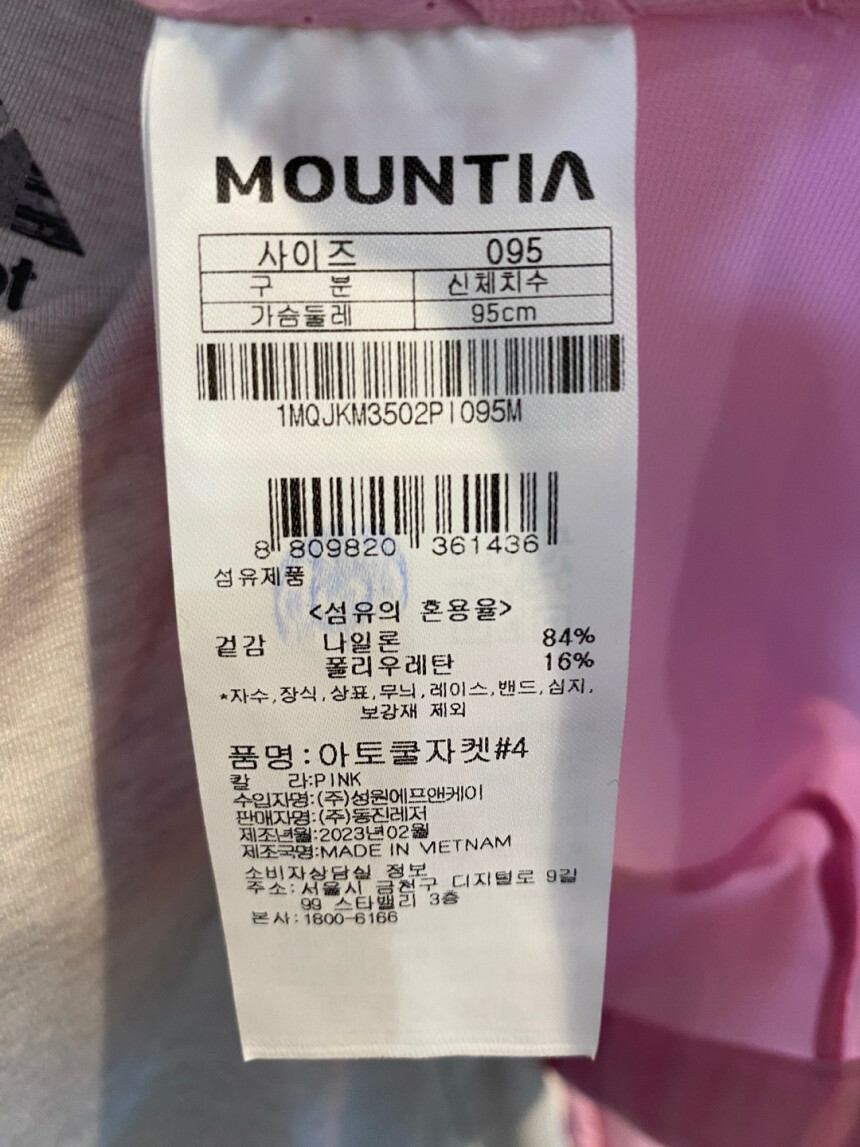 MOUNTIA
사이즈 095
구 분 신체치수
가슴둘레 95cm
1MQJKM3502PI095M
8 809820 361436
섬유제품
<섬유의 혼용율>
겉감 나일론 84%
폴리우레탄 16%
*자수,장식,상표,무늬,레이스,밴드,심지,
보강재 제외
품명:아토쿨자켓#4
칼 라:PINK
수입자명:(주)성원에프앤케이
판매자명:(주)동진레저
제조년월:2023년02월
제조국명:MADE IN VIETNAM
소비자상담실 정보
주소:서울시 금천구 디지털로 9길
99 스타밸리 3층
본사:1800-6166